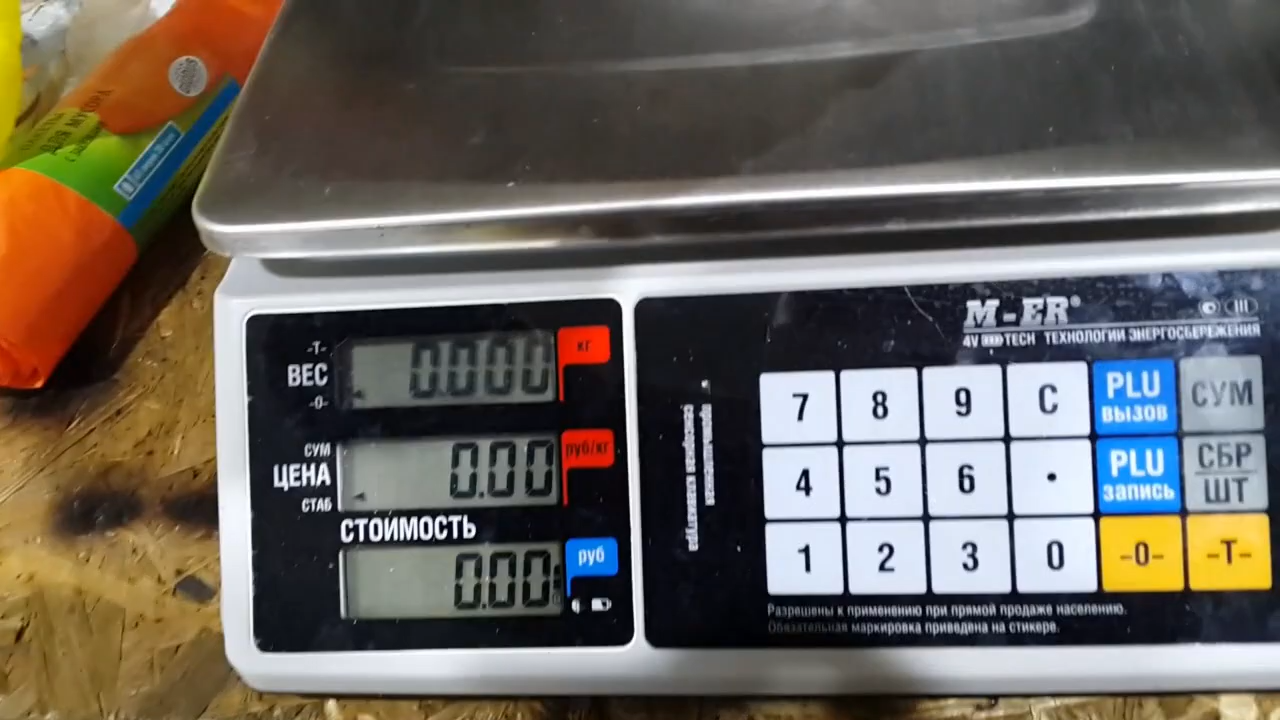 ДЛЯ МУСОРА
-T-
ВЕС
-0-
0.000
кг
СУМ
ЦЕНА
СТАБ
0.00
руб/кг
СТОИМОСТЬ
0.00
руб
M-ER®
4V TECH ТЕХНОЛОГИИ ЭНЕРГОСБЕРЕЖЕНИЯ
7 8 9 C PLU ВЫЗОВ СУМ
4 5 6 · PLU запись СБР ШТ
1 2 3 0 -0- -T-
Разрешены к применению при прямой продаже населению.
Обязательная маркировка приведена на стикере.